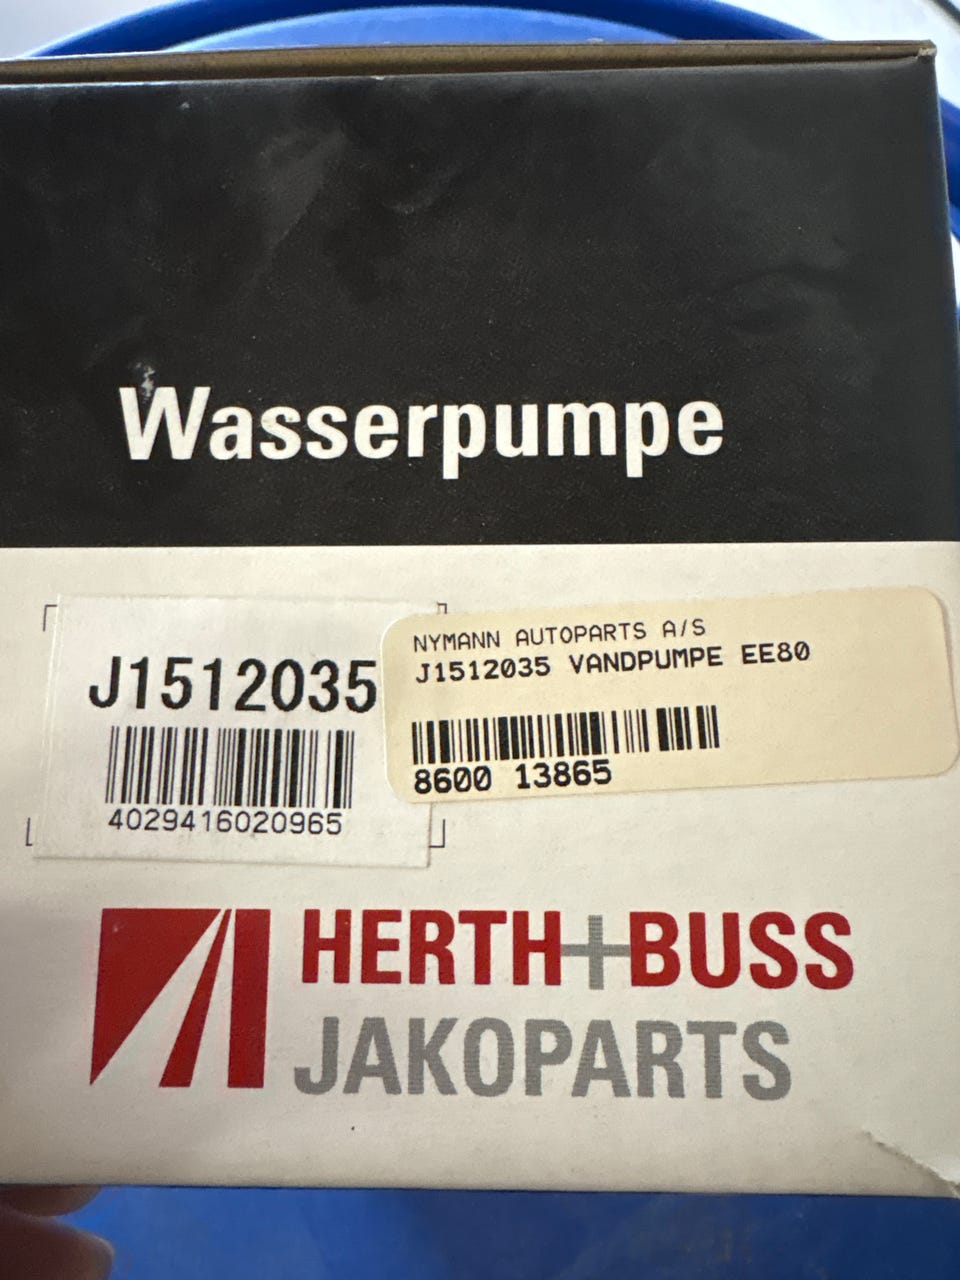 Wasserpumpe
J1512035
4029416020965
NYMANN AUTOPARTS A/S
J1512035 VANDPUMPE EE80
8600 13865
HERTH+BUSS
JAKOPARTS